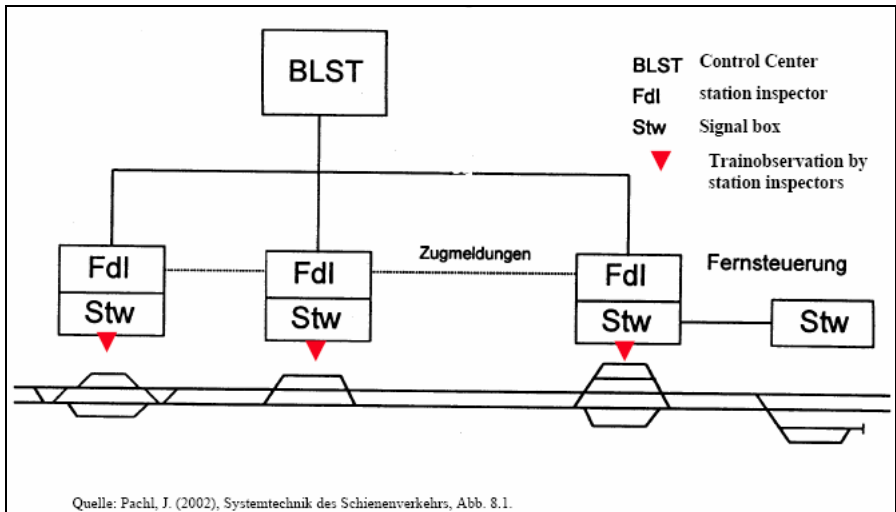 BLST
BLST Control Center
Fdl station inspector
Stw Signal box
Trainobservation by
station inspectors
Fdl
Stw
Fdl
Stw
Zugmeldungen
Fdl
Stw
Fernsteuerung
Stw
Quelle: Pachl, J. (2002), Systemtechnik des Schienenverkehrs, Abb. 8.1.